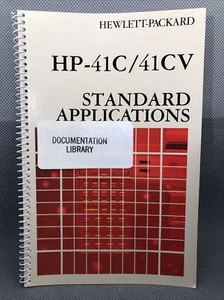 HEWLETT-PACKARD
HP-41C/41CV
STANDARD
APPLICATIONS
DOCUMENTATION
LIBRARY